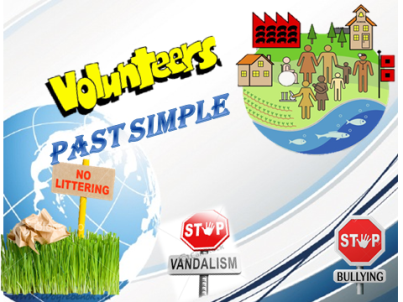 Volunteers
PAST SIMPLE
NO
LITTERING
STOP
VANDALISM
STOP
BULLYING